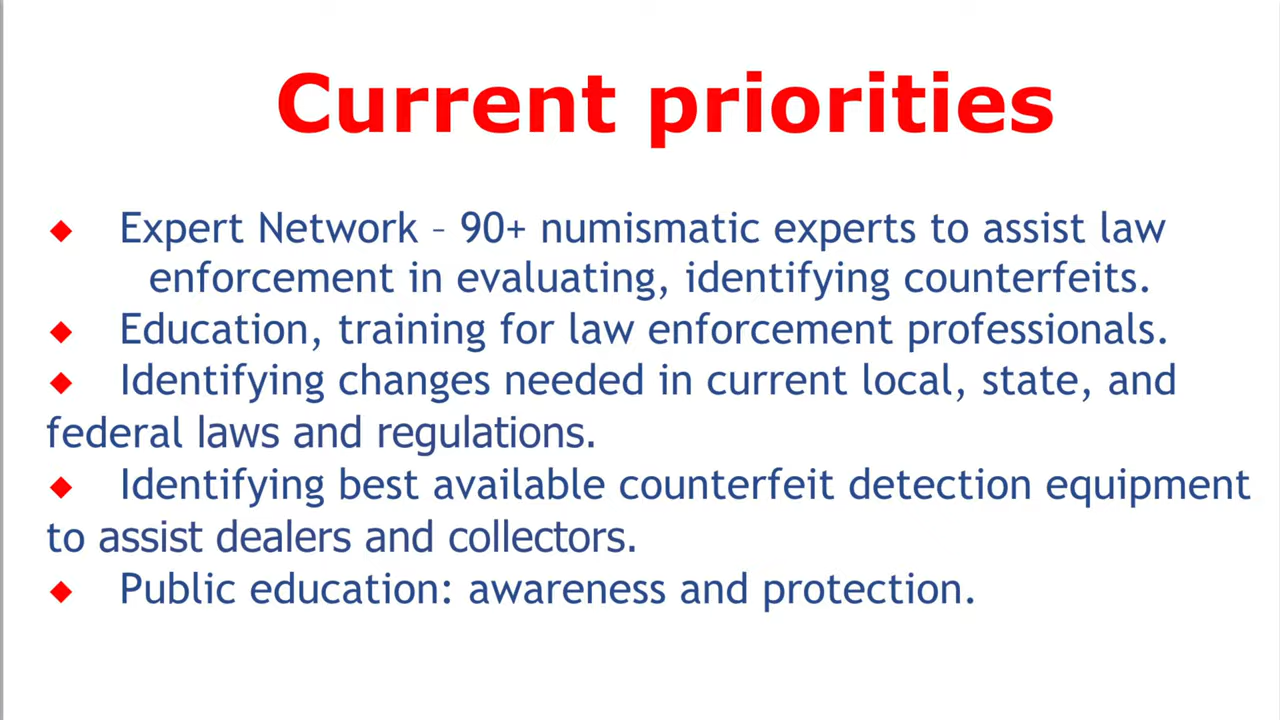 Current priorities
◆ Expert Network – 90+ numismatic experts to assist law
enforcement in evaluating, identifying counterfeits.
◆ Education, training for law enforcement professionals.
◆ Identifying changes needed in current local, state, and
federal laws and regulations.
◆ Identifying best available counterfeit detection equipment
to assist dealers and collectors.
◆ Public education: awareness and protection.